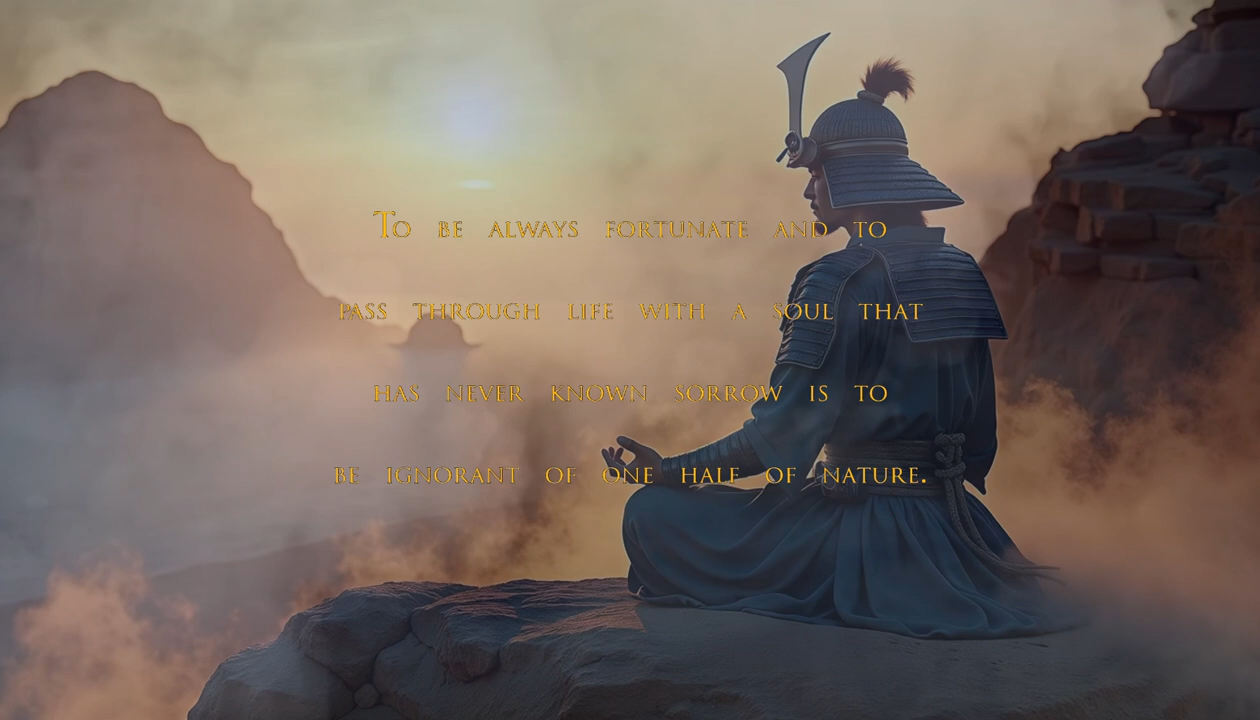 To be always fortunate and to
pass through life with a soul that
has never known sorrow is to
be ignorant of one half of nature.